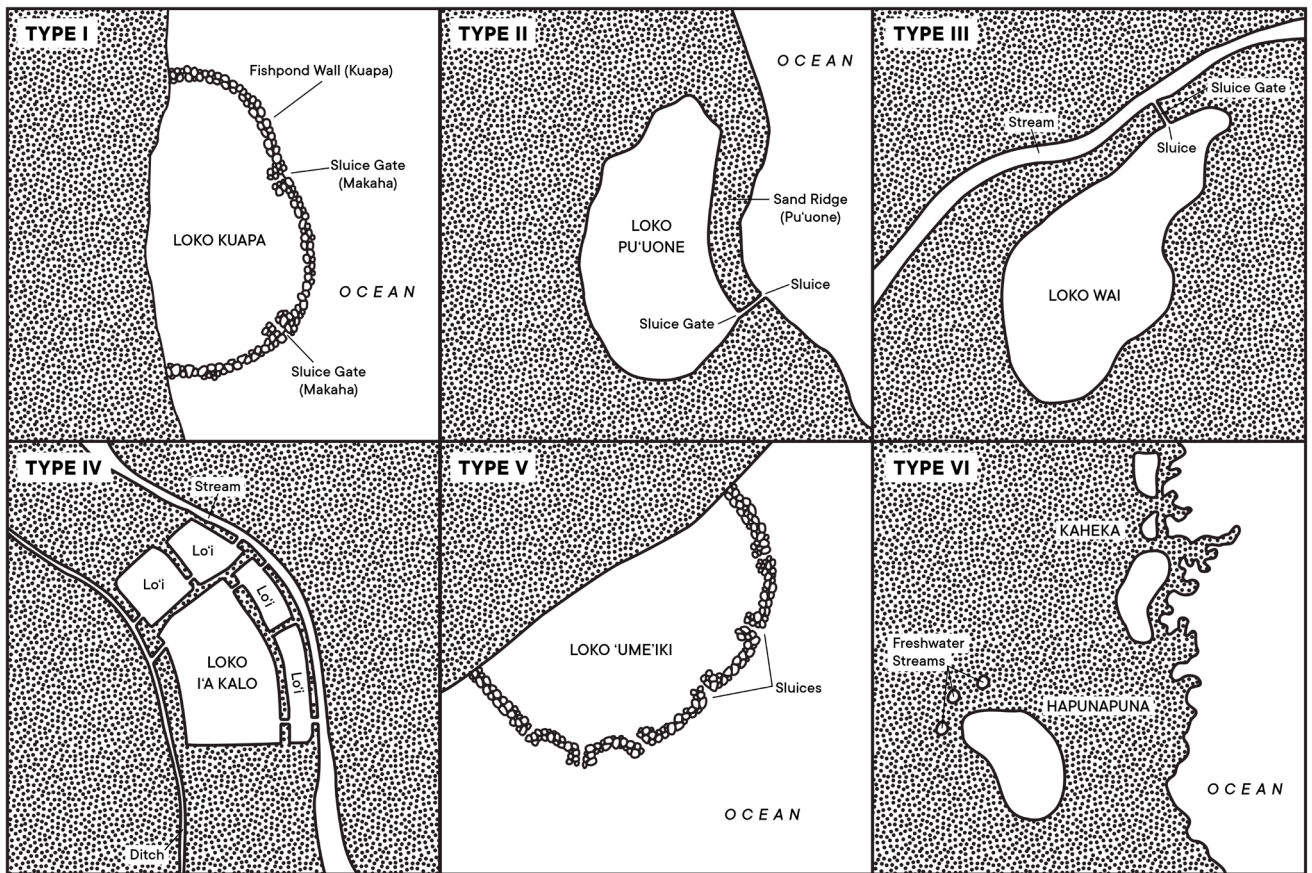 TYPE I
Fishpond Wall (Kuapa)
Sluice Gate
(Makaha)
LOKO KUAPA
OCEAN
Sluice Gate
(Makaha)
TYPE II
OCEAN
Sand Ridge
(Pu‘uone)
LOKO
PU‘UONE
Sluice
Sluice Gate
TYPE III
Sluice Gate
Stream
Sluice
LOKO WAI
TYPE IV
Stream
Lo‘i
Lo‘i
Lo‘i
LOKO
I‘A KALO
Lo‘i
Ditch
TYPE V
LOKO ‘UME‘IKI
Sluices
OCEAN
TYPE VI
KAHEKA
Freshwater
Streams
HAPUNAPUNA
OCEAN